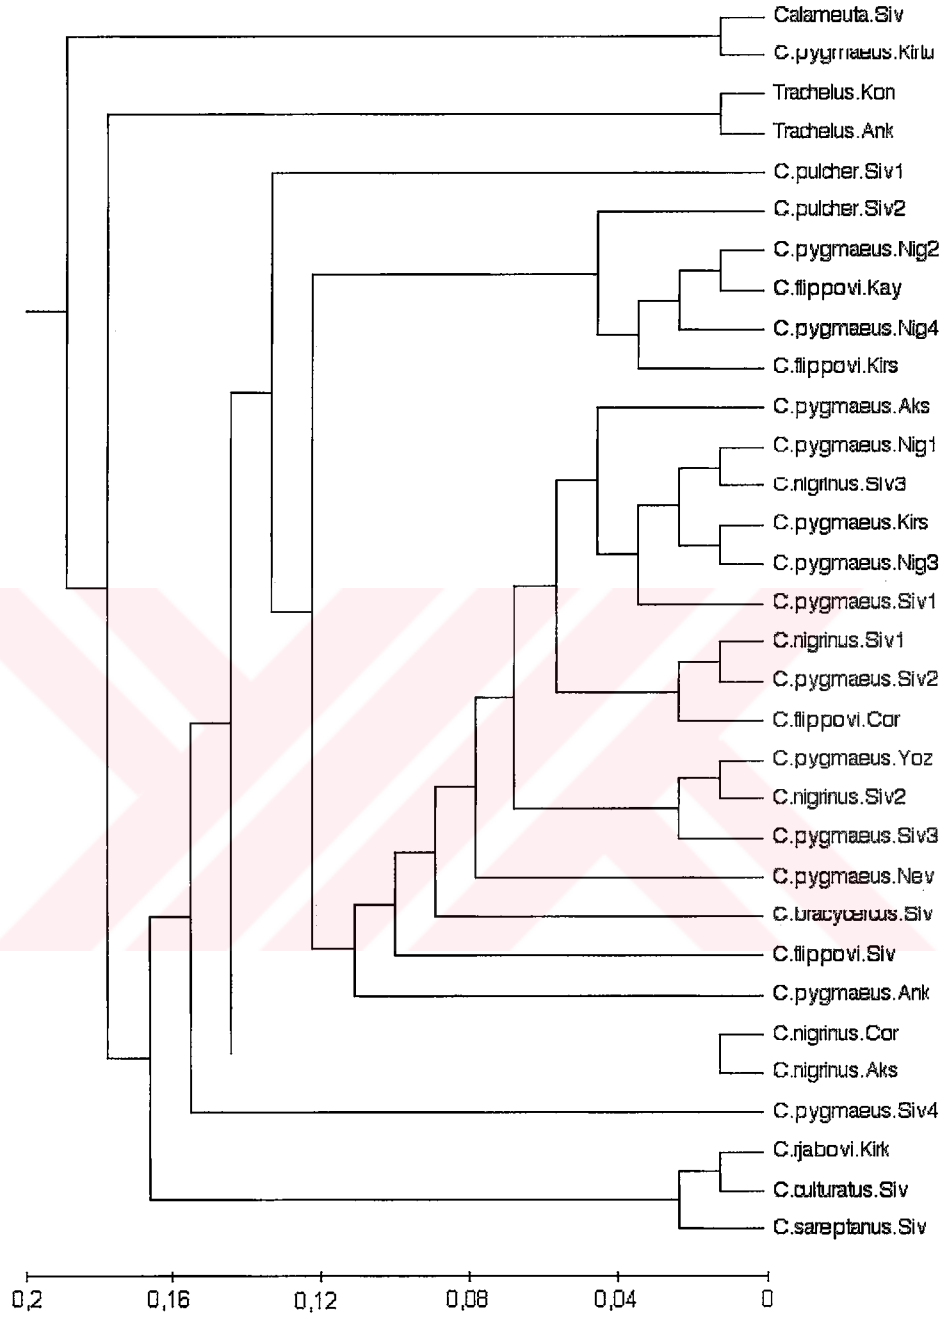 Calameuta.Siv
C.pygmaeus.Kirlu
Trachelus.Kon
Trachelus.Ank
C.pulcher.Siv1
C.pulcher.Siv2
C.pygmaeus.Nig2
C.flippovi.Kay
C.pygmaeus.Nig4
C.flippovi.Kirs
C.pygmaeus.Aks
C.pygmaeus.Nig1
C.nigrinus.Siv3
C.pygmaeus.Kirs
C.pygmaeus.Nig3
C.pygmaeus.Siv1
C.nigrinus.Siv1
C.pygmaeus.Siv2
C.flippovi.Cor
C.pygmaeus.Yoz
C.nigrinus.Siv2
C.pygmaeus.Siv3
C.pygmaeus.Nev
C.bracycercus.Siv
C.flippovi.Siv
C.pygmaeus.Ank
C.nigrinus.Cor
C.nigrinus.Aks
C.pygmaeus.Siv4
C.rjabovi.Kirk
C.culturatus.Siv
C.sareptanus.Siv
0,2 0,16 0,12 0,08 0,04 0